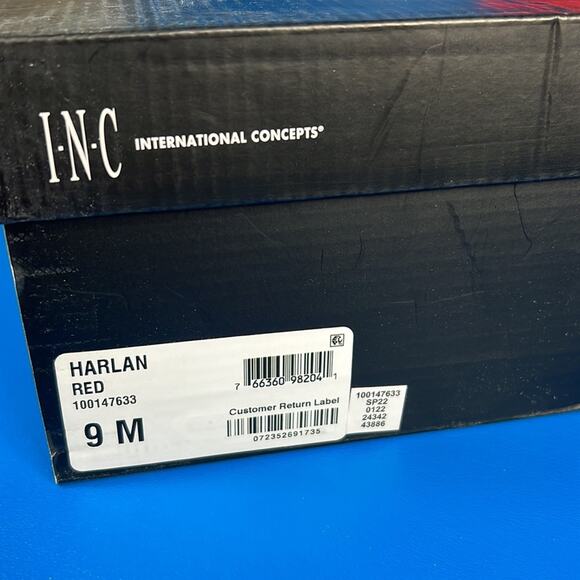 I·N·C INTERNATIONAL CONCEPTS®
HARLAN
RED
100147633
9 M
7 66360 98204 1
Customer Return Label
072352691735
100147633
SP22
0122
24342
43886